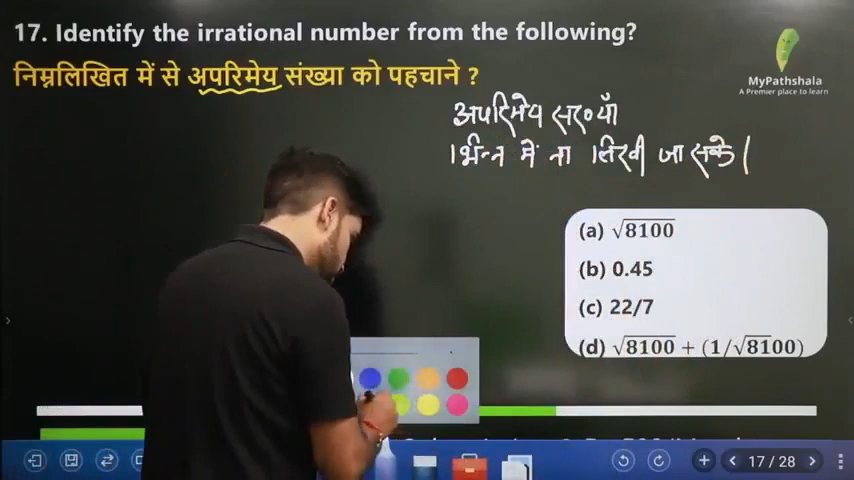 17. Identify the irrational number from the following?
निम्नलिखित में से अपरिमेय संख्या को पहचाने ?
MyPathshala
A Premier place to learn
अपरिमेय संख्याँ
भिन्न में ना लिखी जा सके।
(a) √8100
(b) 0.45
(c) 22/7
(d) √8100 + (1/√8100)
17 / 28